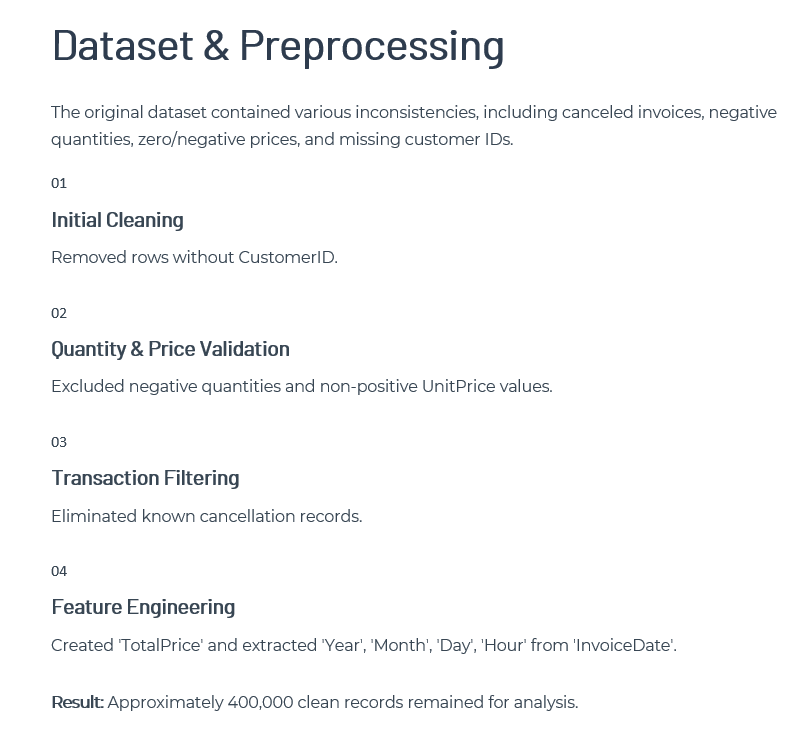 Dataset & Preprocessing
The original dataset contained various inconsistencies, including canceled invoices, negative
quantities, zero/negative prices, and missing customer IDs.
01
Initial Cleaning
Removed rows without CustomerID.
02
Quantity & Price Validation
Excluded negative quantities and non-positive UnitPrice values.
03
Transaction Filtering
Eliminated known cancellation records.
04
Feature Engineering
Created 'TotalPrice' and extracted 'Year', 'Month', 'Day', 'Hour' from 'InvoiceDate'.
Result: Approximately 400,000 clean records remained for analysis.